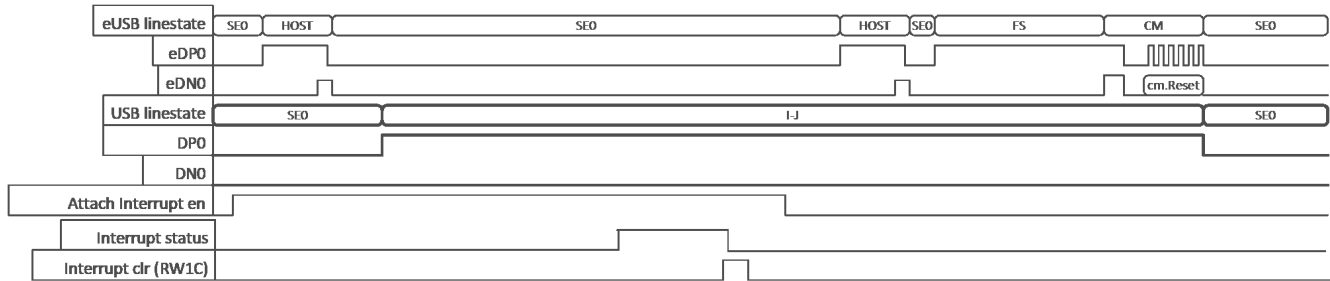 eUSB linestate SE0 HOST SE0 HOST SE0 FS CM SE0
eDP0
eDN0 cm.Reset
USB linestate SE0 I-J SE0
DP0
DN0
Attach Interrupt en
Interrupt status
Interrupt clr (RW1C)